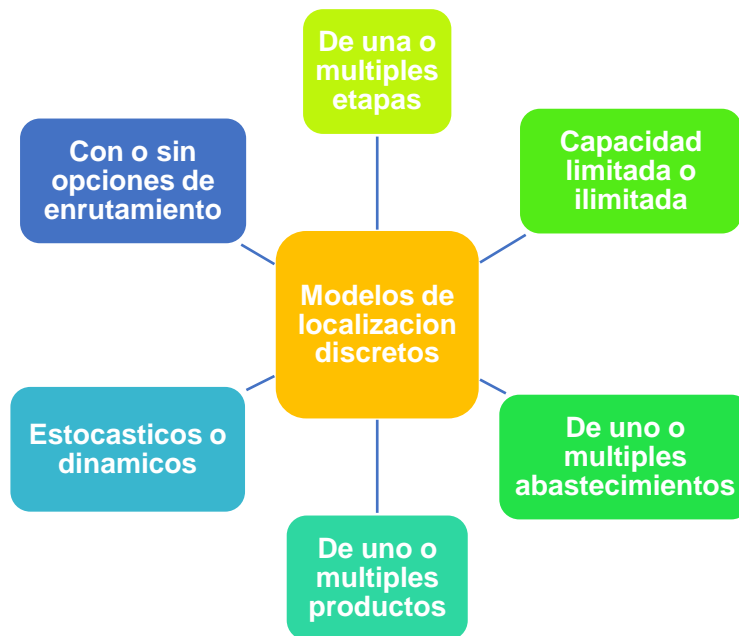 De una o
multiples
etapas
Con o sin
opciones de
enrutamiento
Capacidad
limitada o
ilimitada
Modelos de
localizacion
discretos
Estocasticos o
dinamicos
De uno o
multiples
abastecimientos
De uno o
multiples
productos